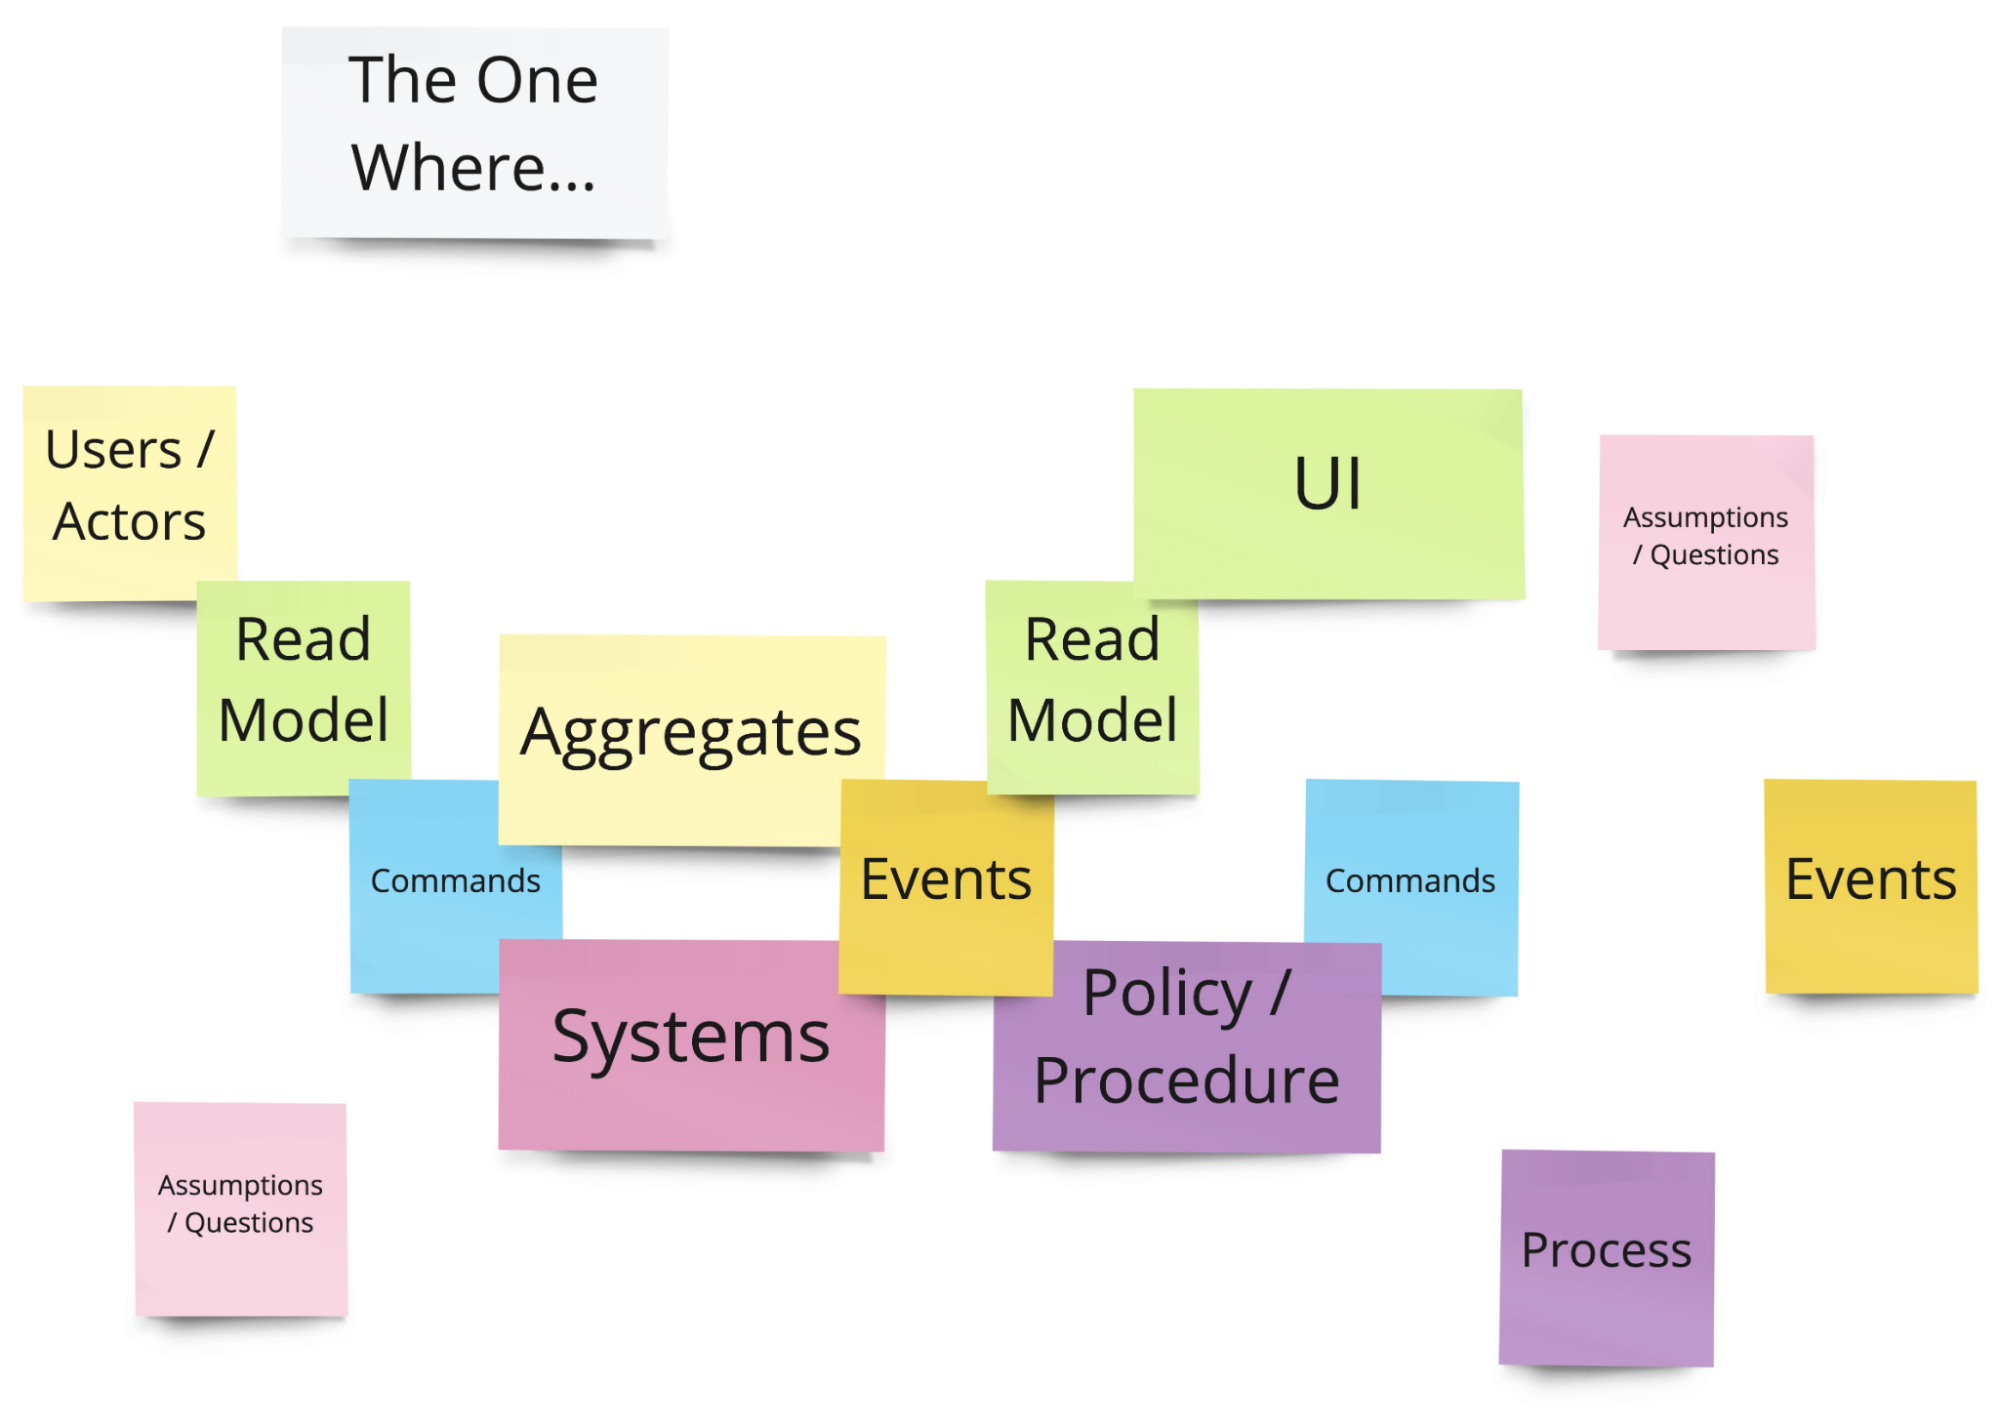 The One
Where...
Users /
Actors
UI
Assumptions
/ Questions
Read
Model
Aggregates
Read
Model
Commands
Events
Commands
Events
Systems
Policy /
Procedure
Assumptions
/ Questions
Process